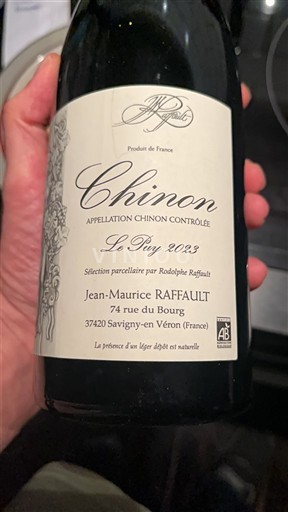 JMRaffault
Produit de France
Chinon
APPELLATION CHINON CONTRÔLÉE
Le Puy 2023
Sélection parcellaire par Rodolphe Raffault
Jean-Maurice RAFFAULT
74 rue du Bourg
37420 Savigny-en Véron (France)
AB
La présence d'un léger dépôt est naturelle